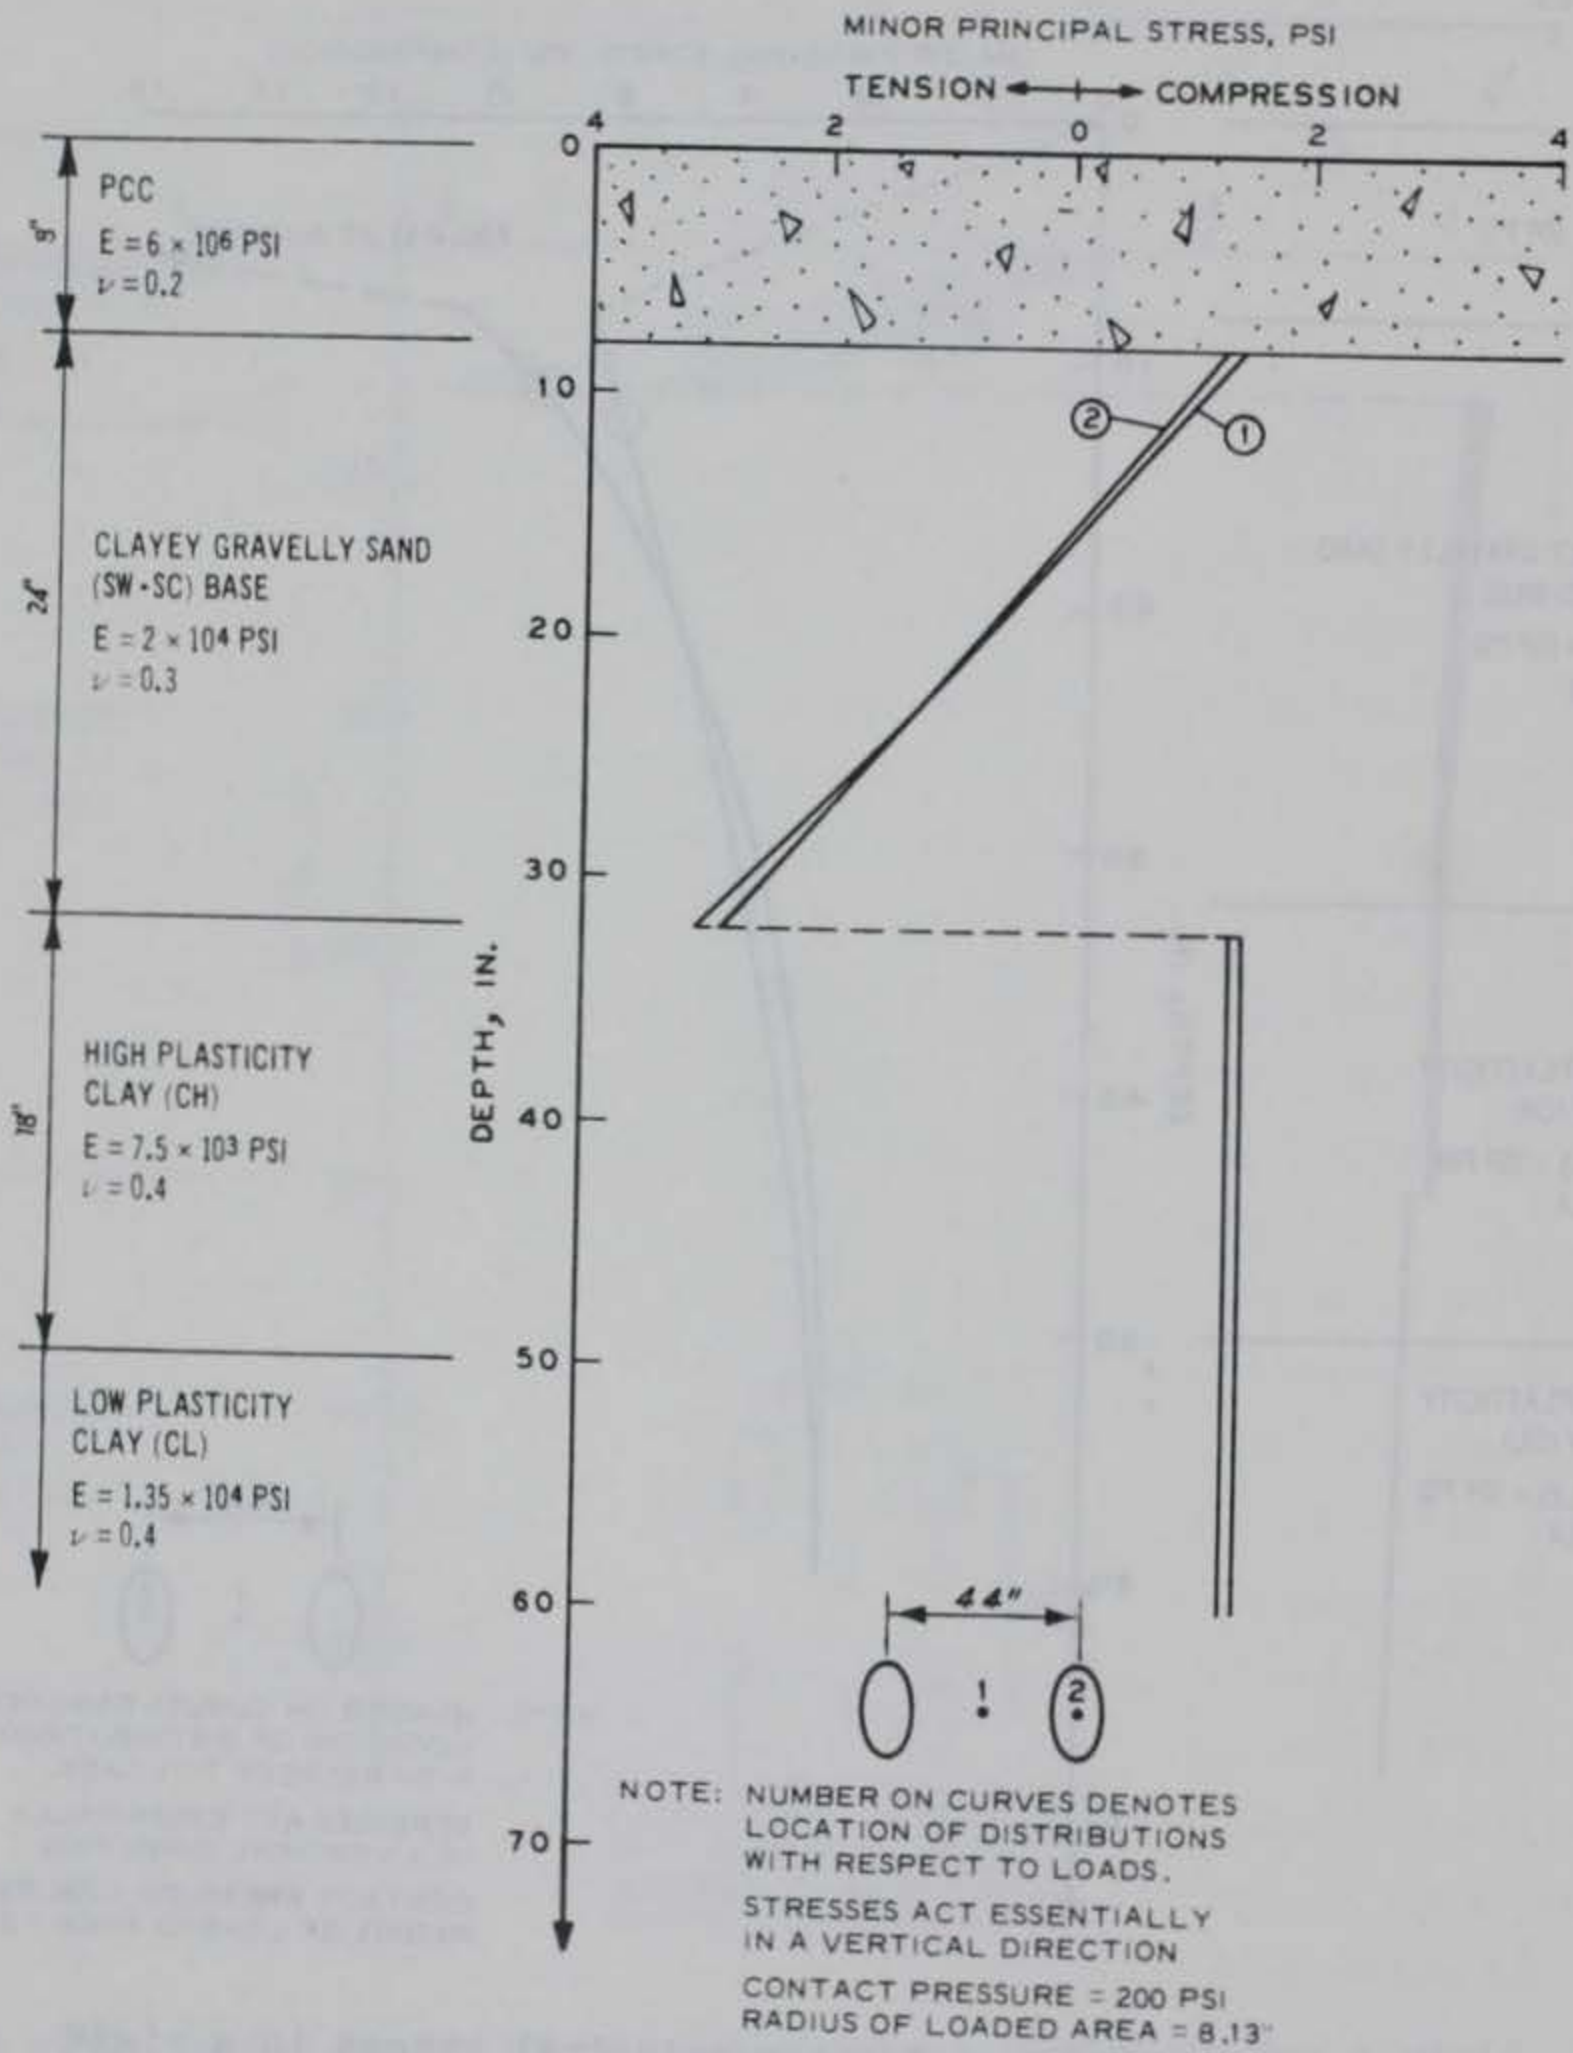 MINOR PRINCIPAL STRESS, PSI
TENSION COMPRESSION
4 2 0 2 4
0
10
20
30
40
50
60
70
DEPTH, IN.
9"
PCC
E = 6 × 10⁶ PSI
ν = 0.2
24"
CLAYEY GRAVELLY SAND
(SW-SC) BASE
E = 2 × 10⁴ PSI
ν = 0.3
18"
HIGH PLASTICITY
CLAY (CH)
E = 7.5 × 10³ PSI
ν = 0.4
LOW PLASTICITY
CLAY (CL)
E = 1.35 × 10⁴ PSI
ν = 0.4
2
1
44"
1
2
NOTE: NUMBER ON CURVES DENOTES
LOCATION OF DISTRIBUTIONS
WITH RESPECT TO LOADS.
STRESSES ACT ESSENTIALLY
IN A VERTICAL DIRECTION
CONTACT PRESSURE = 200 PSI
RADIUS OF LOADED AREA = 8.13"